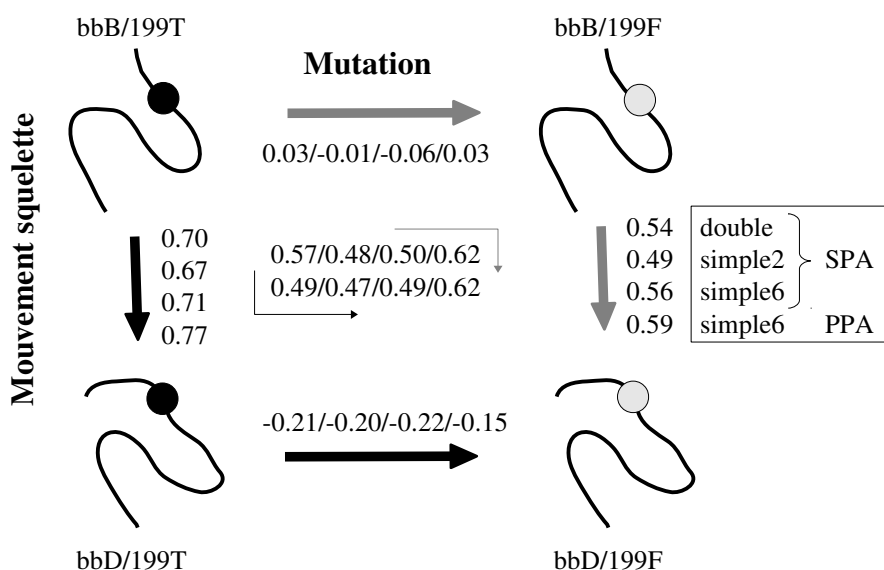 bbB/199T
bbB/199F
Mutation
0.03/-0.01/-0.06/0.03
Mouvement squelette
0.70
0.67
0.71
0.77
0.57/0.48/0.50/0.62
0.49/0.47/0.49/0.62
0.54 double
0.49 simple2 SPA
0.56 simple6
0.59 simple6 PPA
-0.21/-0.20/-0.22/-0.15
bbD/199T
bbD/199F